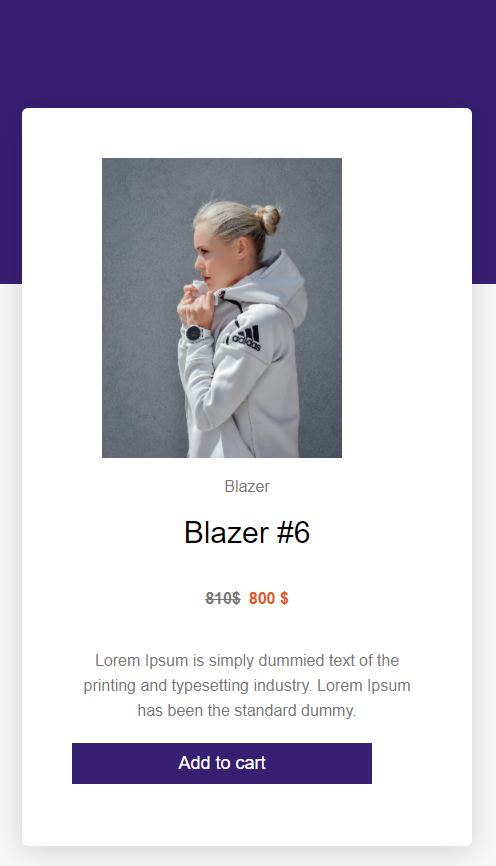 adidas
Blazer
Blazer #6
810$ 800 $
Lorem Ipsum is simply dummied text of the
printing and typesetting industry. Lorem Ipsum
has been the standard dummy.
Add to cart